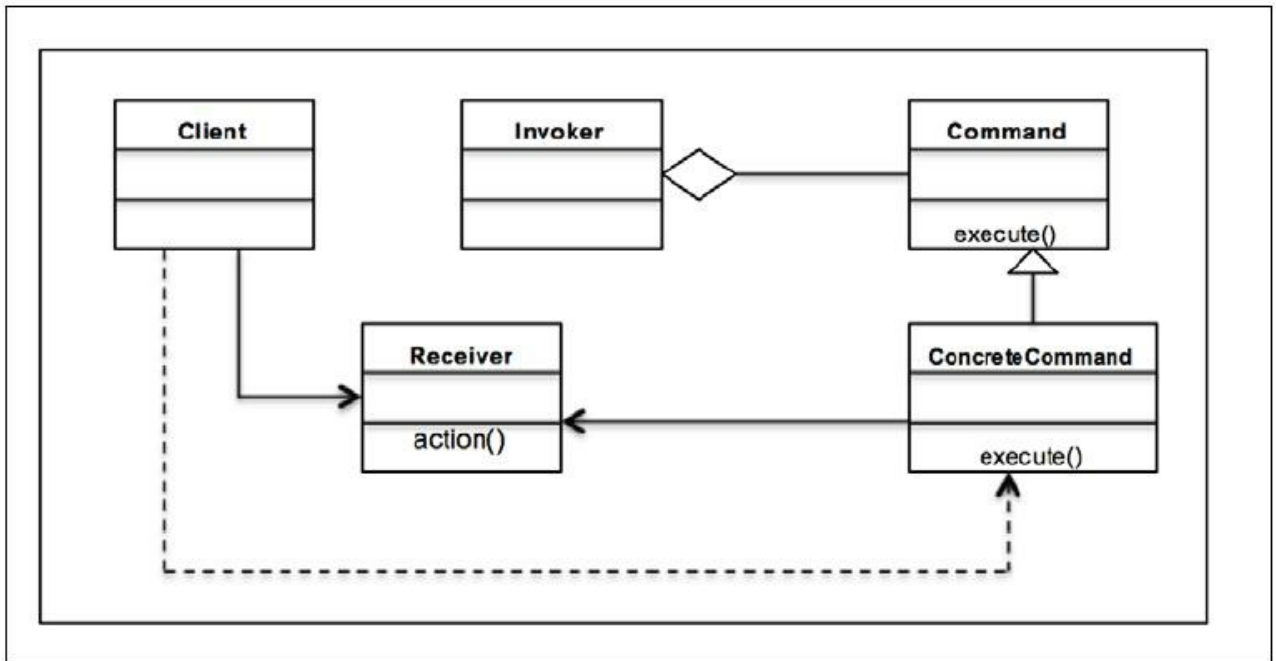 Client
Invoker
Command
execute()
Receiver
action()
ConcreteCommand
execute()